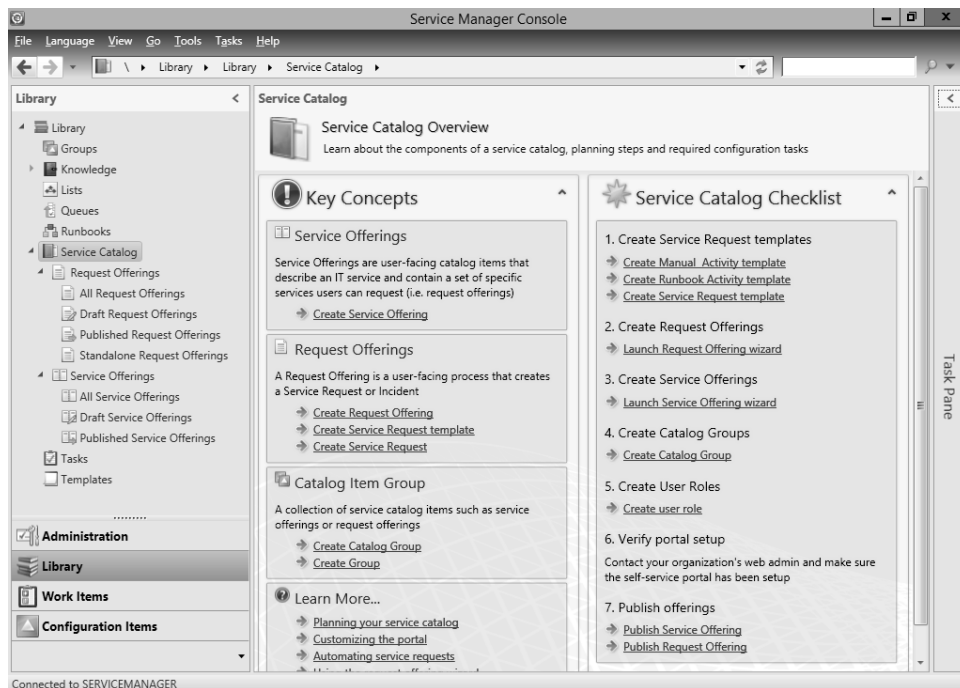 Service Manager Console
File Language View Go Tools Tasks Help
\ Library Library Service Catalog
Library
Library
Groups
Knowledge
Lists
Queues
Runbooks
Service Catalog
Request Offerings
All Request Offerings
Draft Request Offerings
Published Request Offerings
Standalone Request Offerings
Service Offerings
All Service Offerings
Draft Service Offerings
Published Service Offerings
Tasks
Templates
Administration
Library
Work Items
Configuration Items
Service Catalog
Service Catalog Overview
Learn about the components of a service catalog, planning steps and required configuration tasks
Key Concepts
Service Offerings
Service Offerings are user-facing catalog items that
describe an IT service and contain a set of specific
services users can request (i.e. request offerings)
Create Service Offering
Request Offerings
A Request Offering is a user-facing process that creates
a Service Request or Incident
Create Request Offering
Create Service Request template
Create Service Request
Catalog Item Group
A collection of service catalog items such as service
offerings or request offerings
Create Catalog Group
Create Group
Learn More...
Planning your service catalog
Customizing the portal
Automating service requests
Service Catalog Checklist
1. Create Service Request templates
Create Manual Activity template
Create Runbook Activity template
Create Service Request template
2. Create Request Offerings
Launch Request Offering wizard
3. Create Service Offerings
Launch Service Offering wizard
4. Create Catalog Groups
Create Catalog Group
5. Create User Roles
Create user role
6. Verify portal setup
Contact your organization's web admin and make sure
the self-service portal has been setup
7. Publish offerings
Publish Service Offering
Publish Request Offering
Task Pane
Connected to SERVICEMANAGER